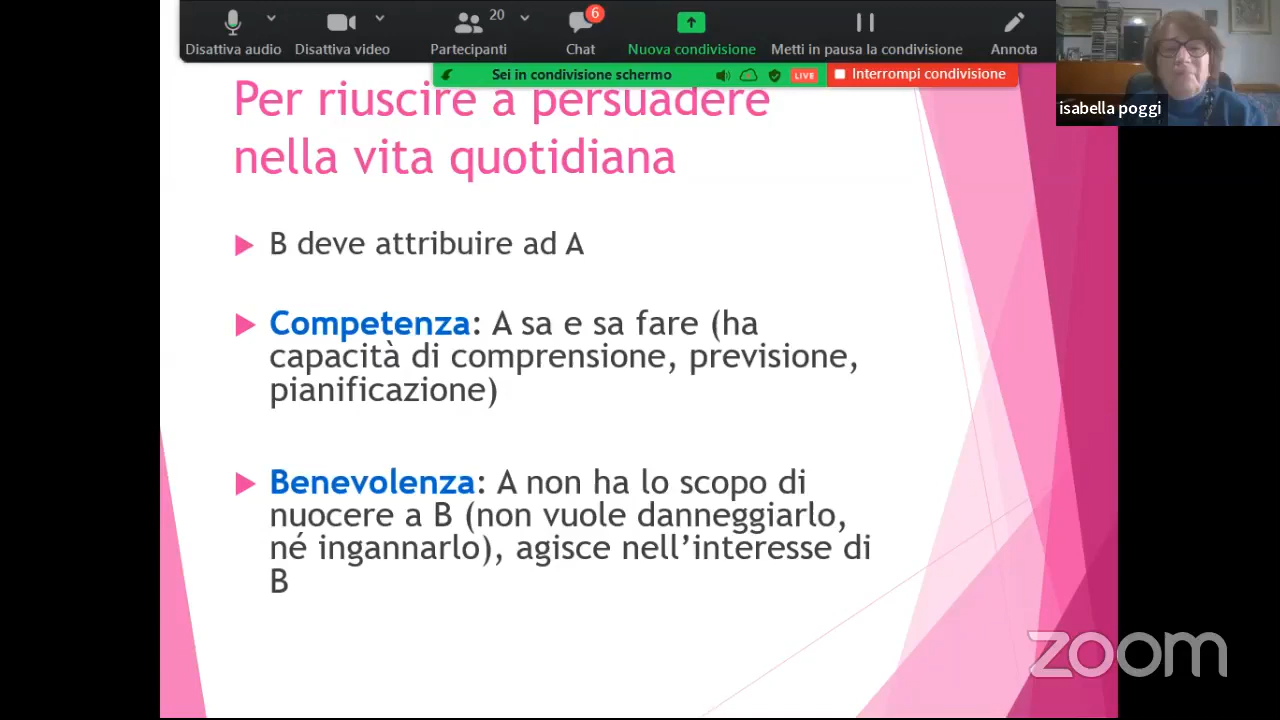 20
6
Disattiva audio
Disattiva video
Partecipanti
Chat
Nuova condivisione
Metti in pausa la condivisione
Annota
Sei in condivisione schermo
LIVE
Interrompi condivisione
isabella poggi
Per riuscire a persuadere
nella vita quotidiana
B deve attribuire ad A
Competenza: A sa e sa fare (ha
capacità di comprensione, previsione,
pianificazione)
Benevolenza: A non ha lo scopo di
nuocere a B (non vuole danneggiarlo,
né ingannarlo), agisce nell’interesse di
B
zoom